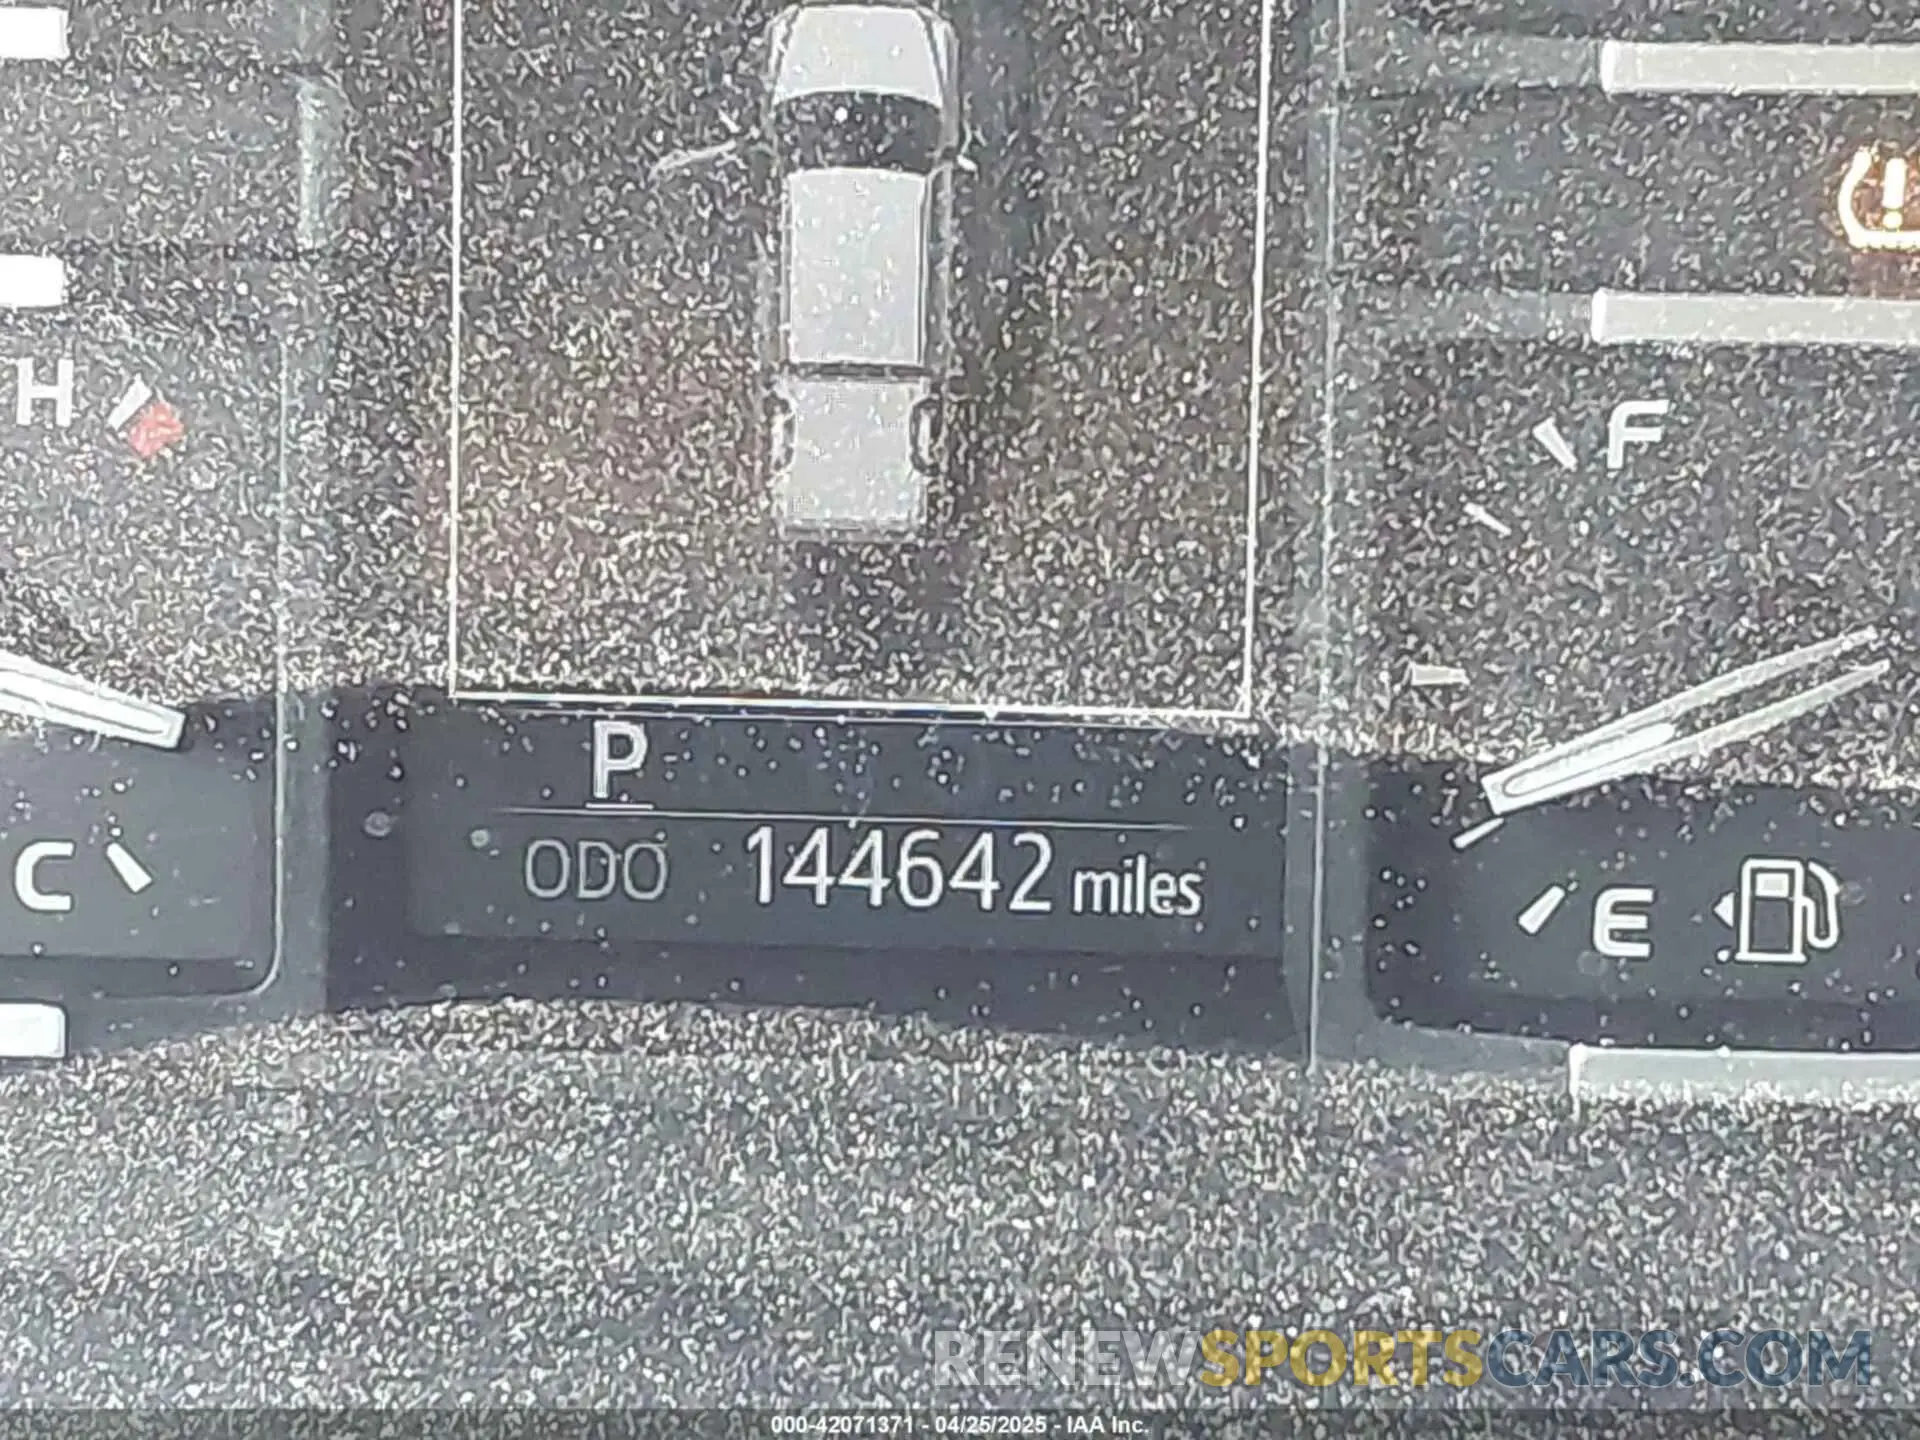 H
F
P
ODO 144642 miles
C
E
RENEWSPORTSCARS.COM
000-42071371 - 04/25/2025 - IAA Inc.